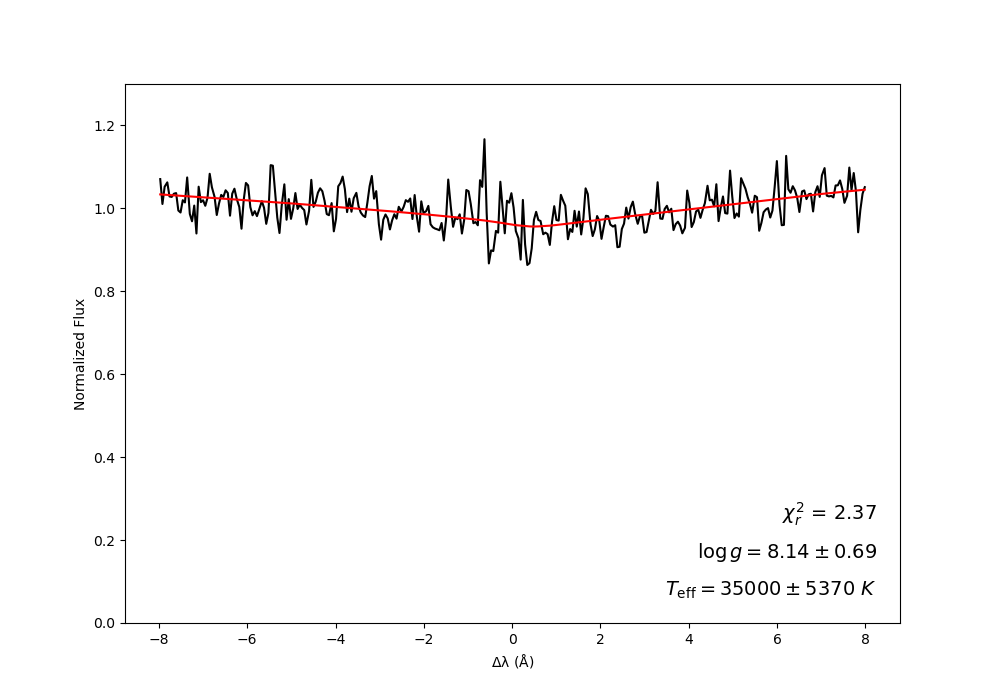 1.2
1.0
0.8
0.6
0.4
0.2
0.0
Normalized Flux
χ²ᵣ = 2.37
log g = 8.14 ± 0.69
T_eff = 35000 ± 5370 K
−8 −6 −4 −2 0 2 4 6 8
Δλ (Å)